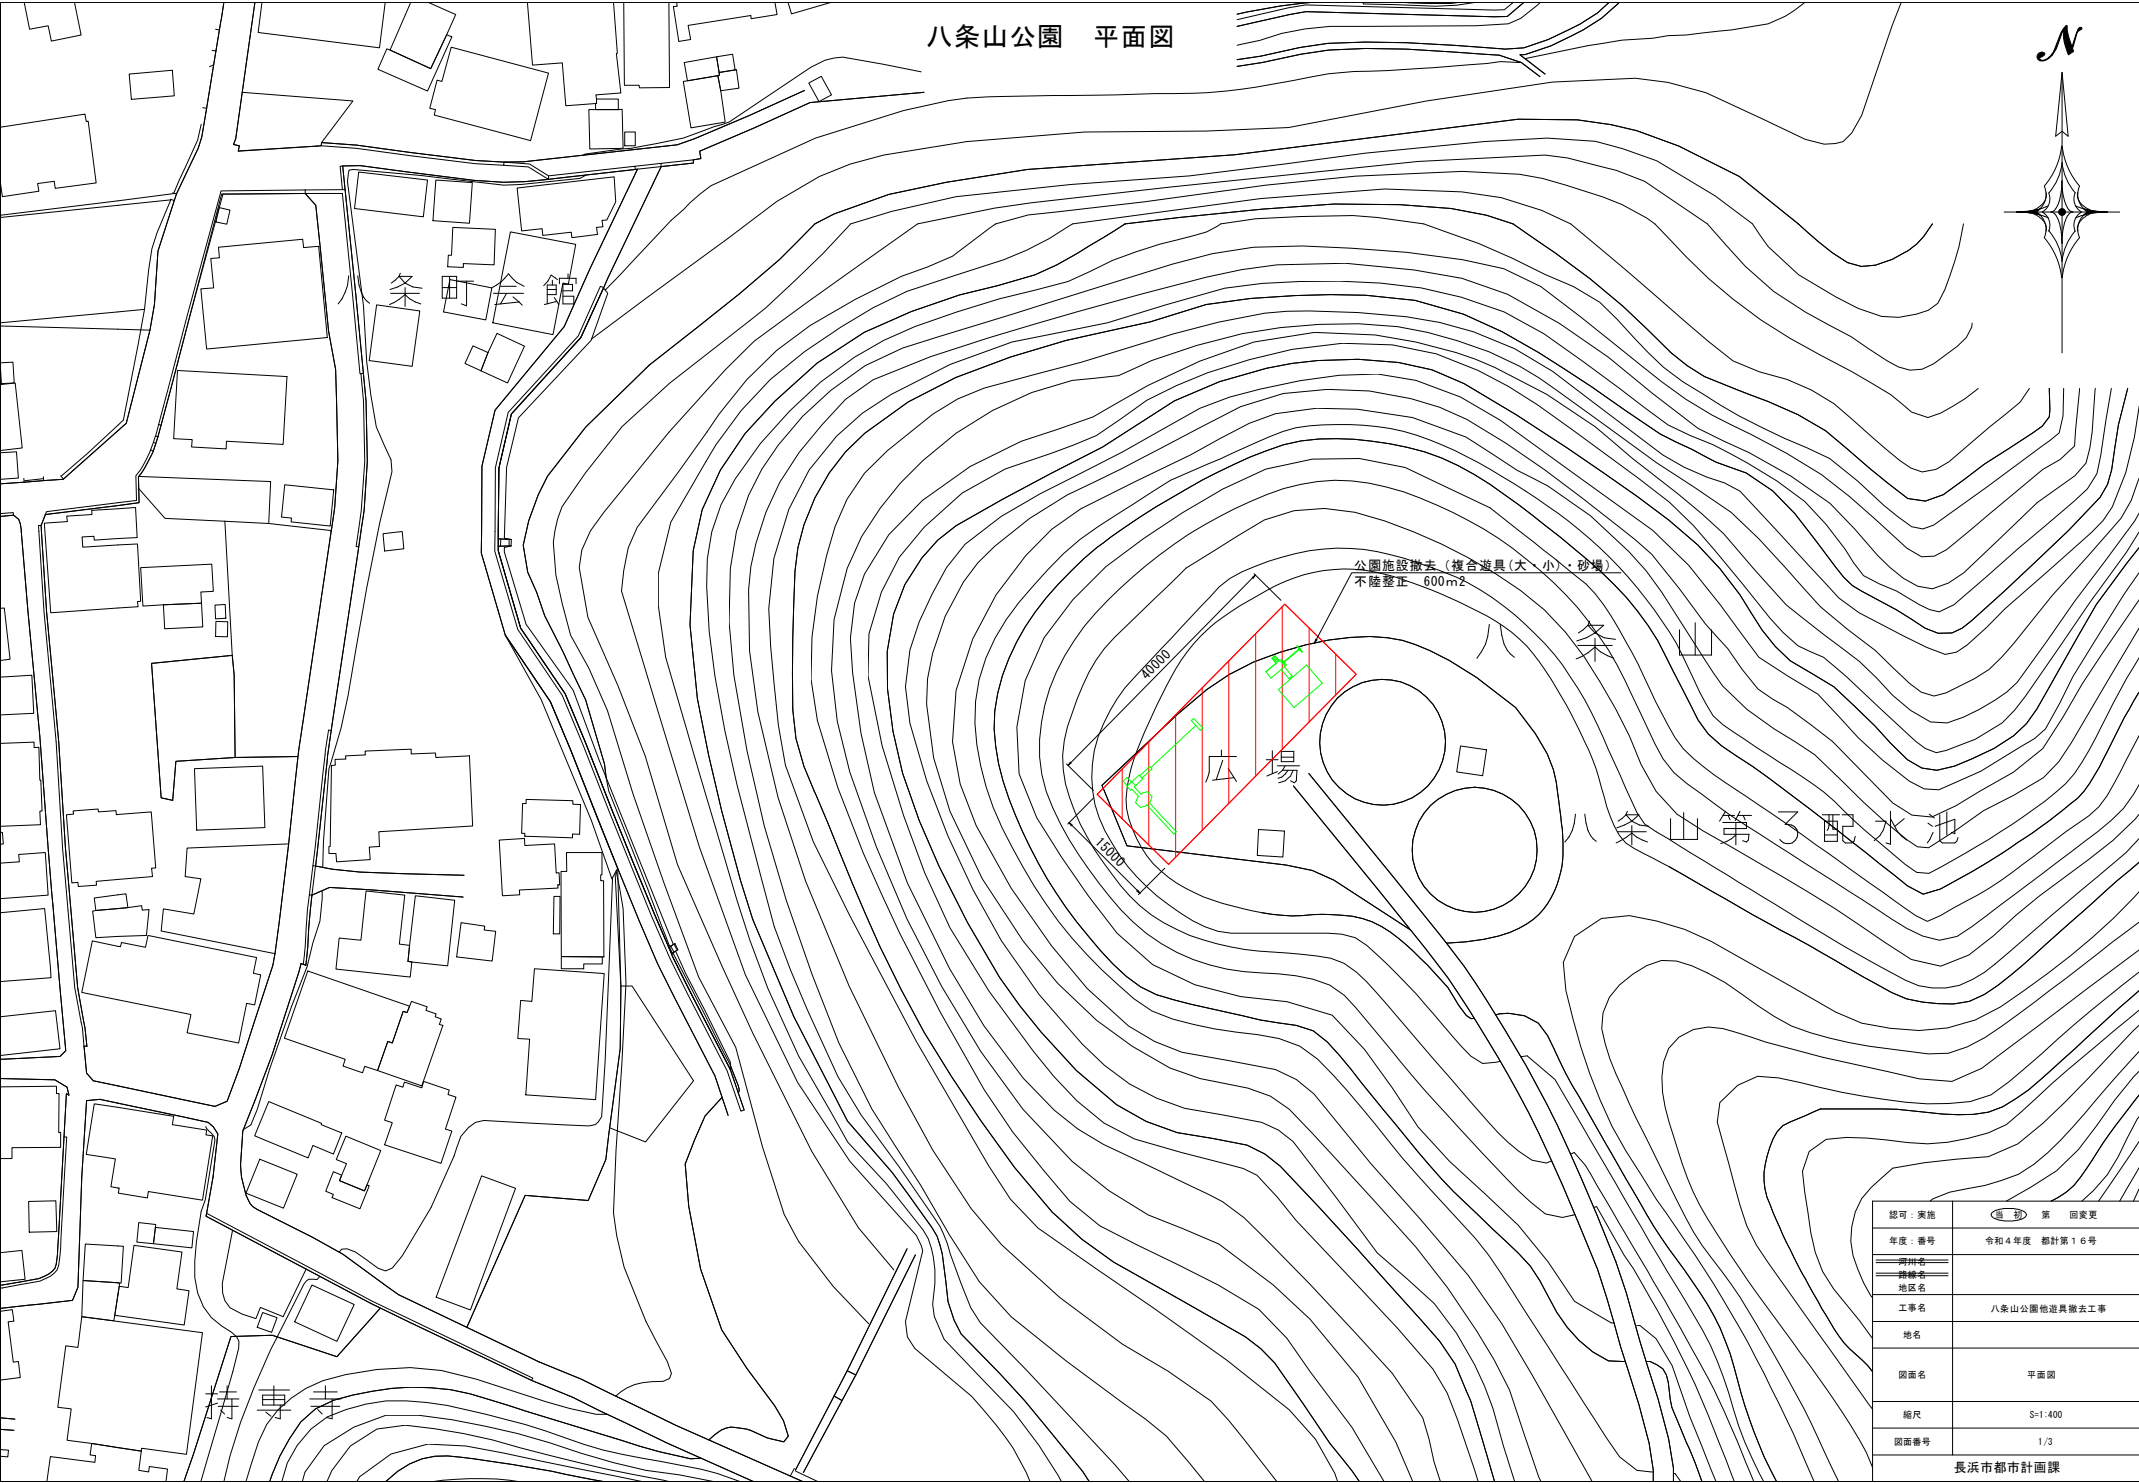 八条山公園　平面図
N
八条町会館
公園施設撤去（複合遊具(大・小)・砂場）
不陸整正　600m2
40000
15000
八条山
広場
八条山第3配水池
持専寺
認可：実施　当初　第　回変更
年度：番号　令和４年度　都計第１６号
河川名
路線名
地区名
工事名　八条山公園他遊具撤去工事
地名
図面名　平面図
縮尺　S=1:400
図面番号　1/3
長浜市都市計画課